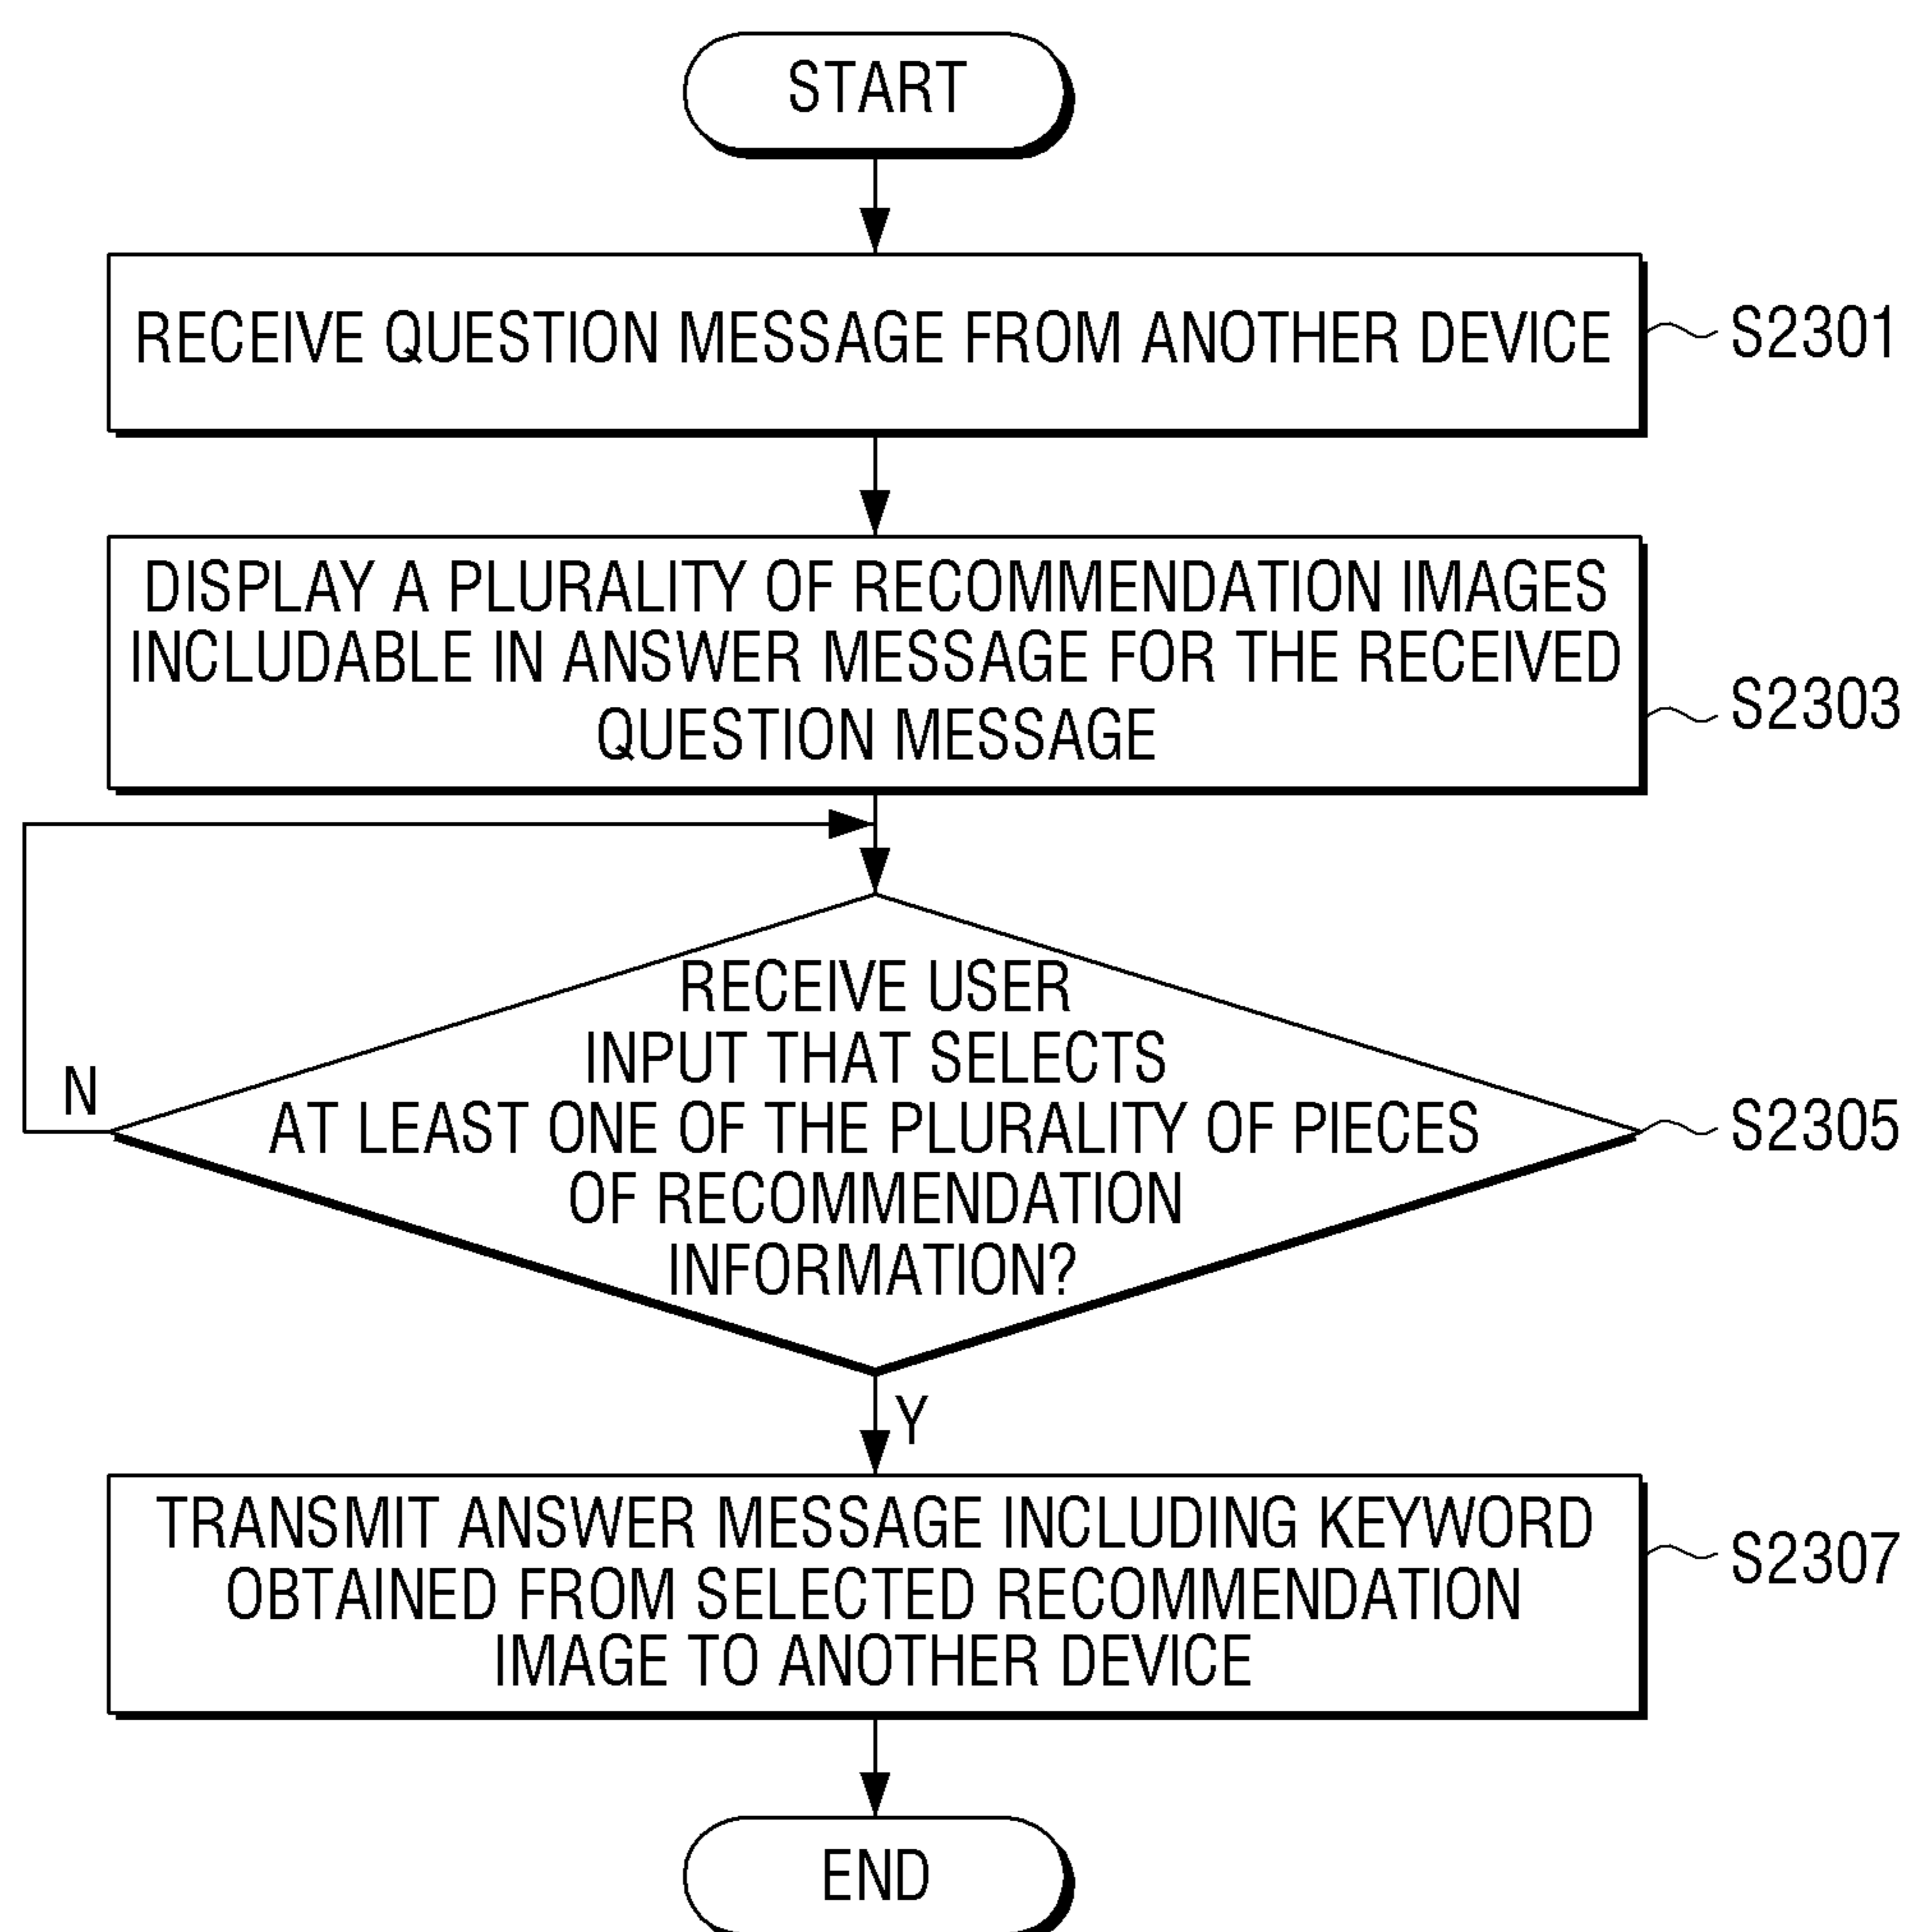 START
RECEIVE QUESTION MESSAGE FROM ANOTHER DEVICE
S2301
DISPLAY A PLURALITY OF RECOMMENDATION IMAGES
INCLUDABLE IN ANSWER MESSAGE FOR THE RECEIVED
QUESTION MESSAGE
S2303
RECEIVE USER
INPUT THAT SELECTS
AT LEAST ONE OF THE PLURALITY OF PIECES
OF RECOMMENDATION
INFORMATION?
N
S2305
Y
TRANSMIT ANSWER MESSAGE INCLUDING KEYWORD
OBTAINED FROM SELECTED RECOMMENDATION
IMAGE TO ANOTHER DEVICE
S2307
END